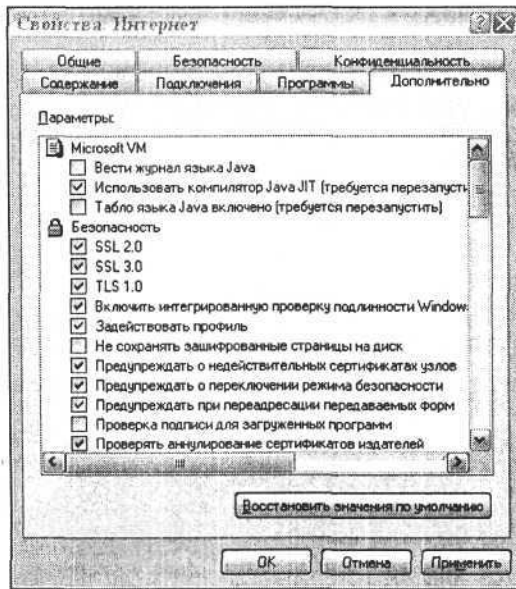 Свойства: Интернет
Общие Безопасность Конфиденциальность
Содержание Подключения Программы Дополнительно
Параметры:
Microsoft VM
Вести журнал языка Java
Использовать компилятор Java JIT (требуется перезапусти
Табло языка Java включено (требуется перезапустить)
Безопасность
SSL 2.0
SSL 3.0
TLS 1.0
Включить интегрированную проверку подлинности Window
Задействовать профиль
Не сохранять зашифрованные страницы на диск
Предупреждать о недействительных сертификатах узлов
Предупреждать о переключении режима безопасности
Предупреждать при переадресации передаваемых форм
Проверка подписи для загруженных программ
Проверять аннулирование сертификатов издателей
Восстановить значения по умолчанию
OK Отмена Применить